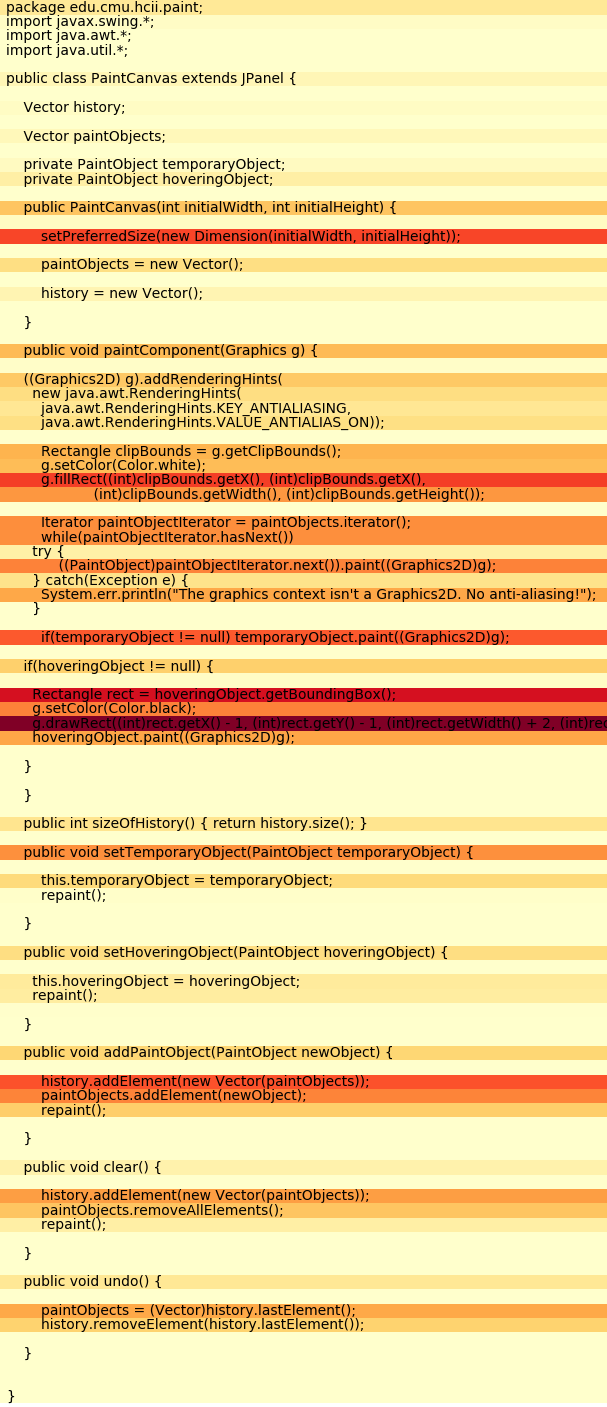 package edu.cmu.hcii.paint;
import javax.swing.*;
import java.awt.*;
import java.util.*;
public class PaintCanvas extends JPanel {
Vector history;
Vector paintObjects;
private PaintObject temporaryObject;
private PaintObject hoveringObject;
public PaintCanvas(int initialWidth, int initialHeight) {
setPreferredSize(new Dimension(initialWidth, initialHeight));
paintObjects = new Vector();
history = new Vector();
}
public void paintComponent(Graphics g) {
((Graphics2D) g).addRenderingHints(
new java.awt.RenderingHints(
java.awt.RenderingHints.KEY_ANTIALIASING,
java.awt.RenderingHints.VALUE_ANTIALIAS_ON));
Rectangle clipBounds = g.getClipBounds();
g.setColor(Color.white);
g.fillRect((int)clipBounds.getX(), (int)clipBounds.getX(),
(int)clipBounds.getWidth(), (int)clipBounds.getHeight());
Iterator paintObjectIterator = paintObjects.iterator();
while(paintObjectIterator.hasNext())
try {
((PaintObject)paintObjectIterator.next()).paint((Graphics2D)g);
} catch(Exception e) {
System.err.println("The graphics context isn't a Graphics2D. No anti-aliasing!");
}
if(temporaryObject != null) temporaryObject.paint((Graphics2D)g);
if(hoveringObject != null) {
Rectangle rect = hoveringObject.getBoundingBox();
g.setColor(Color.black);
g.drawRect((int)rect.getX() - 1, (int)rect.getY() - 1, (int)rect.getWidth() + 2, (int)rec
hoveringObject.paint((Graphics2D)g);
}
}
public int sizeOfHistory() { return history.size(); }
public void setTemporaryObject(PaintObject temporaryObject) {
this.temporaryObject = temporaryObject;
repaint();
}
public void setHoveringObject(PaintObject hoveringObject) {
this.hoveringObject = hoveringObject;
repaint();
}
public void addPaintObject(PaintObject newObject) {
history.addElement(new Vector(paintObjects));
paintObjects.addElement(newObject);
repaint();
}
public void clear() {
history.addElement(new Vector(paintObjects));
paintObjects.removeAllElements();
repaint();
}
public void undo() {
paintObjects = (Vector)history.lastElement();
history.removeElement(history.lastElement());
}
}